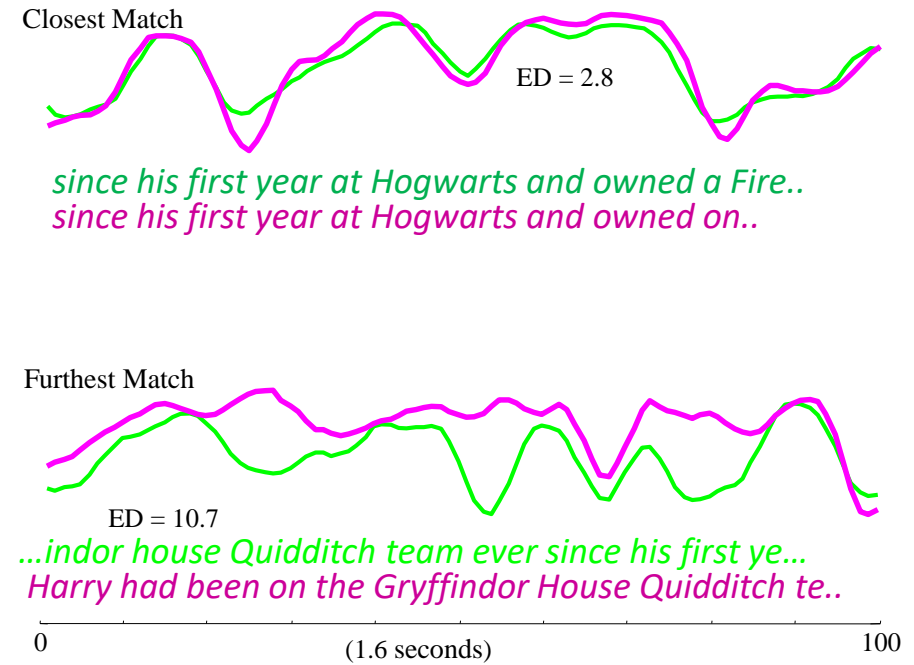 Closest Match
ED = 2.8
since his first year at Hogwarts and owned a Fire..
since his first year at Hogwarts and owned on..
Furthest Match
ED = 10.7
…indor house Quidditch team ever since his first ye…
Harry had been on the Gryffindor House Quidditch te..
0 (1.6 seconds) 100